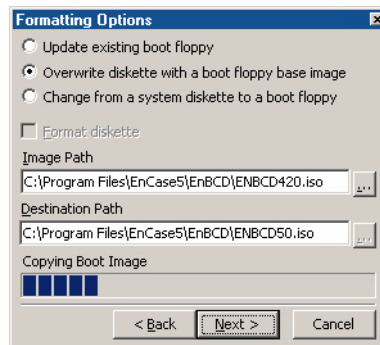 Formatting Options
Update existing boot floppy
Overwrite diskette with a boot floppy base image
Change from a system diskette to a boot floppy
Format diskette
Image Path
C:\Program Files\EnCase5\EnBCD\ENBCD420.iso
...
Destination Path
C:\Program Files\EnCase5\EnBCD\ENBCD50.iso
...
Copying Boot Image
< Back Next > Cancel